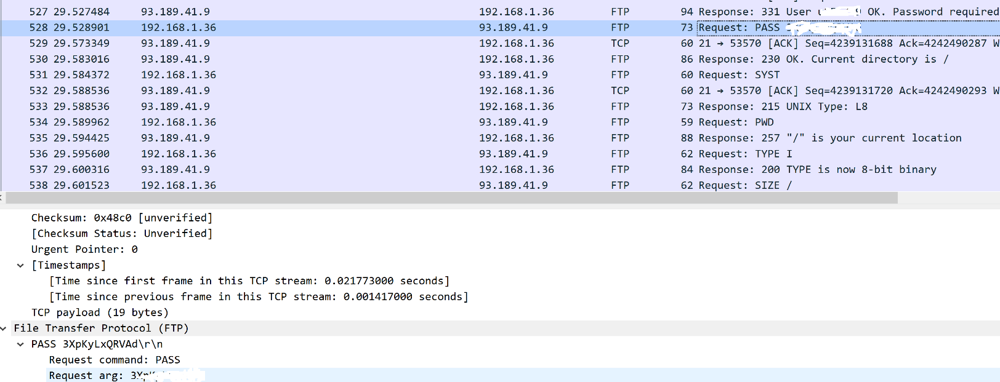 527 29.527484 93.189.41.9 192.168.1.36 FTP 94 Response: 331 User OK. Password required
528 29.528901 192.168.1.36 93.189.41.9 FTP 73 Request: PASS
529 29.573349 93.189.41.9 192.168.1.36 TCP 60 21 → 53570 [ACK] Seq=4239131688 Ack=4242490287 W
530 29.583016 93.189.41.9 192.168.1.36 FTP 86 Response: 230 OK. Current directory is /
531 29.584372 192.168.1.36 93.189.41.9 FTP 60 Request: SYST
532 29.588536 93.189.41.9 192.168.1.36 TCP 60 21 → 53570 [ACK] Seq=4239131720 Ack=4242490293 W
533 29.588536 93.189.41.9 192.168.1.36 FTP 73 Response: 215 UNIX Type: L8
534 29.589962 192.168.1.36 93.189.41.9 FTP 59 Request: PWD
535 29.594425 93.189.41.9 192.168.1.36 FTP 88 Response: 257 "/" is your current location
536 29.595600 192.168.1.36 93.189.41.9 FTP 62 Request: TYPE I
537 29.600316 93.189.41.9 192.168.1.36 FTP 84 Response: 200 TYPE is now 8-bit binary
538 29.601523 192.168.1.36 93.189.41.9 FTP 62 Request: SIZE /
Checksum: 0x48c0 [unverified]
[Checksum Status: Unverified]
Urgent Pointer: 0
[Timestamps]
[Time since first frame in this TCP stream: 0.021773000 seconds]
[Time since previous frame in this TCP stream: 0.001417000 seconds]
TCP payload (19 bytes)
File Transfer Protocol (FTP)
PASS 3XpKyLxQRVAd\r\n
Request command: PASS
Request arg: